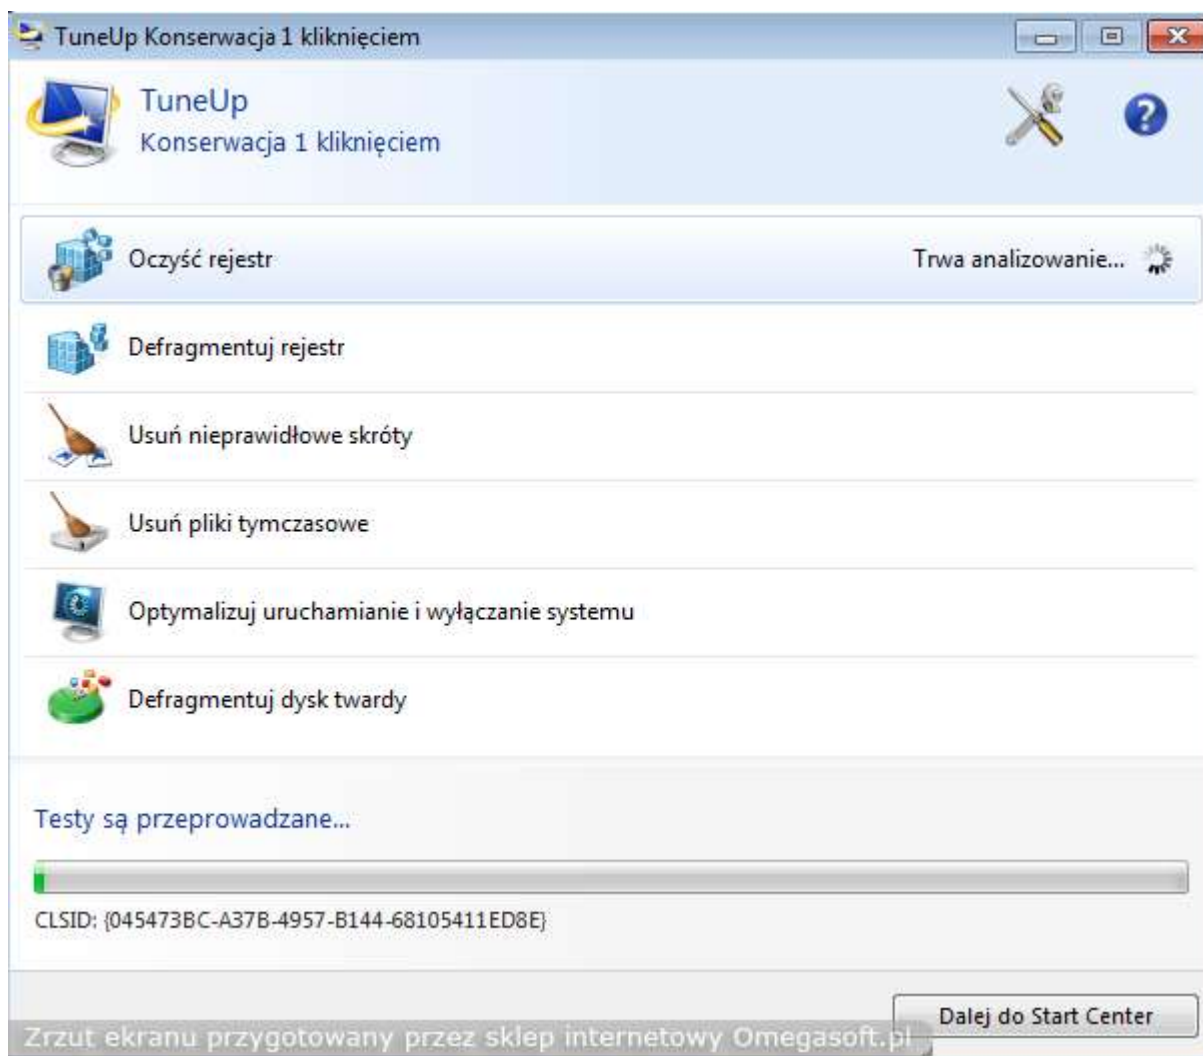 TuneUp Konserwacja 1 kliknięciem
TuneUp
Konserwacja 1 kliknięciem
Oczyść rejestr
Trwa analizowanie...
Defragmentuj rejestr
Usuń nieprawidłowe skróty
Usuń pliki tymczasowe
Optymalizuj uruchamianie i wyłączanie systemu
Defragmentuj dysk twardy
Testy są przeprowadzane...
CLSID: {045473BC-A37B-4957-B144-68105411ED8E}
Dalej do Start Center
Zrzut ekranu przygotowany przez sklep internetowy Omegasoft.pl